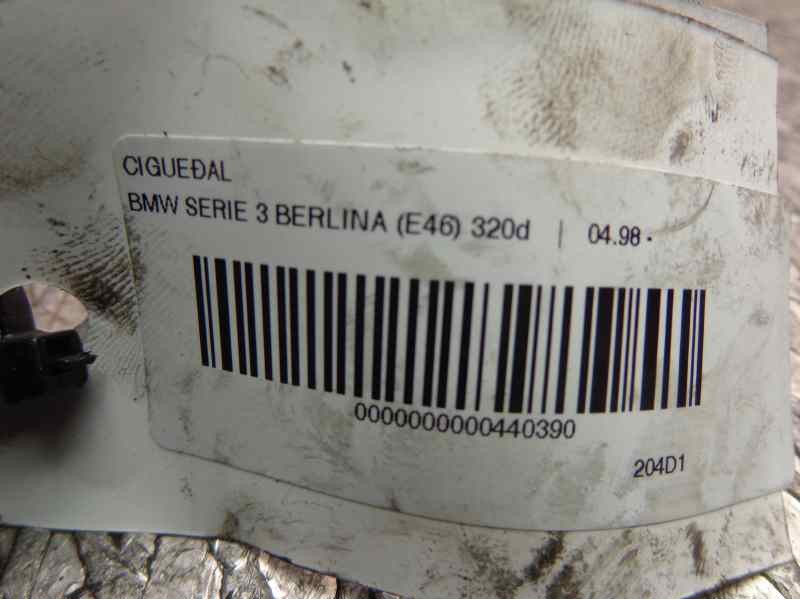 CIGUEÐAL
BMW SERIE 3 BERLINA (E46) 320d | 04.98 -
0000000000440390
204D1